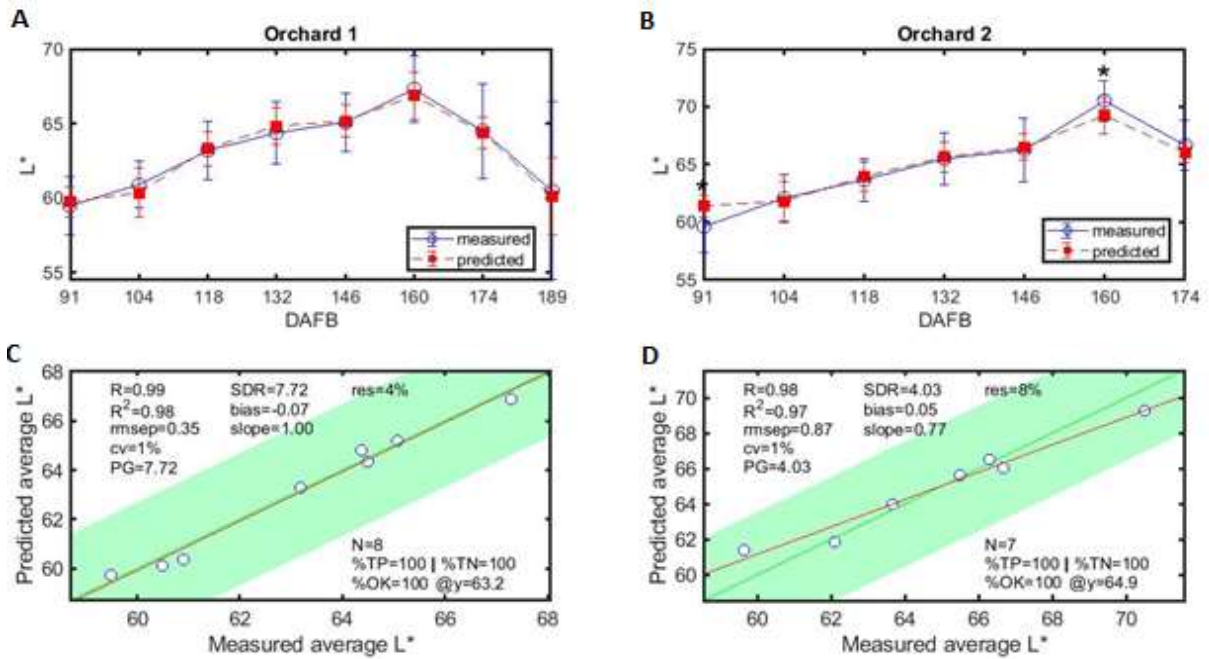 A
Orchard 1
70
65
60
55
L*
91 104 118 132 146 160 174 189
DAFB
measured
predicted
B
Orchard 2
75
70
65
60
55
L*
*
*
91 104 118 132 146 160 174
DAFB
measured
predicted
C
68
66
64
62
60
Predicted average L*
R=0.99 SDR=7.72 res=4%
R²=0.98 bias=-0.07
rmsep=0.35 slope=1.00
cv=1%
PG=7.72
N=8
%TP=100 | %TN=100
%OK=100 @y=63.2
60 62 64 66 68
Measured average L*
D
70
68
66
64
62
60
Predicted average L*
R=0.98 SDR=4.03 res=8%
R²=0.97 bias=0.05
rmsep=0.87 slope=0.77
cv=1%
PG=4.03
N=7
%TP=100 | %TN=100
%OK=100 @y=64.9
60 62 64 66 68 70
Measured average L*